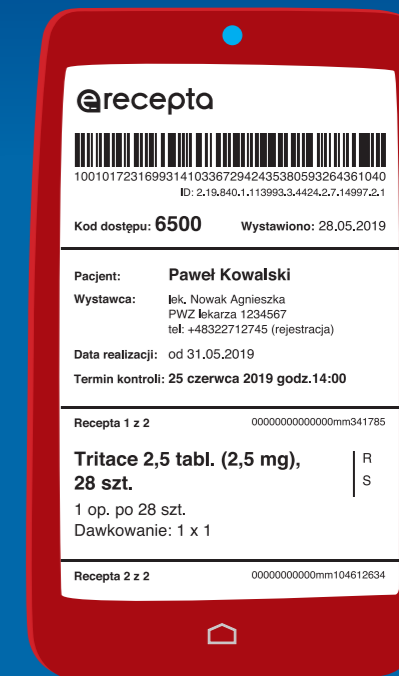 erecepta
10010172316993141033672942435380593264361040
ID: 2.19.840.1.113993.3.4424.2.7.14997.2.1
Kod dostępu: 6500 Wystawiono: 28.05.2019
Pacjent: Paweł Kowalski
Wystawca: lek. Nowak Agnieszka
PWZ lekarza 1234567
tel: +48322712745 (rejestracja)
Data realizacji: od 31.05.2019
Termin kontroli: 25 czerwca 2019 godz.14:00
Recepta 1 z 2 00000000000000mm341785
Tritace 2,5 tabl. (2,5 mg), R
28 szt. S
1 op. po 28 szt.
Dawkowanie: 1 x 1
Recepta 2 z 2 00000000000mm104612634